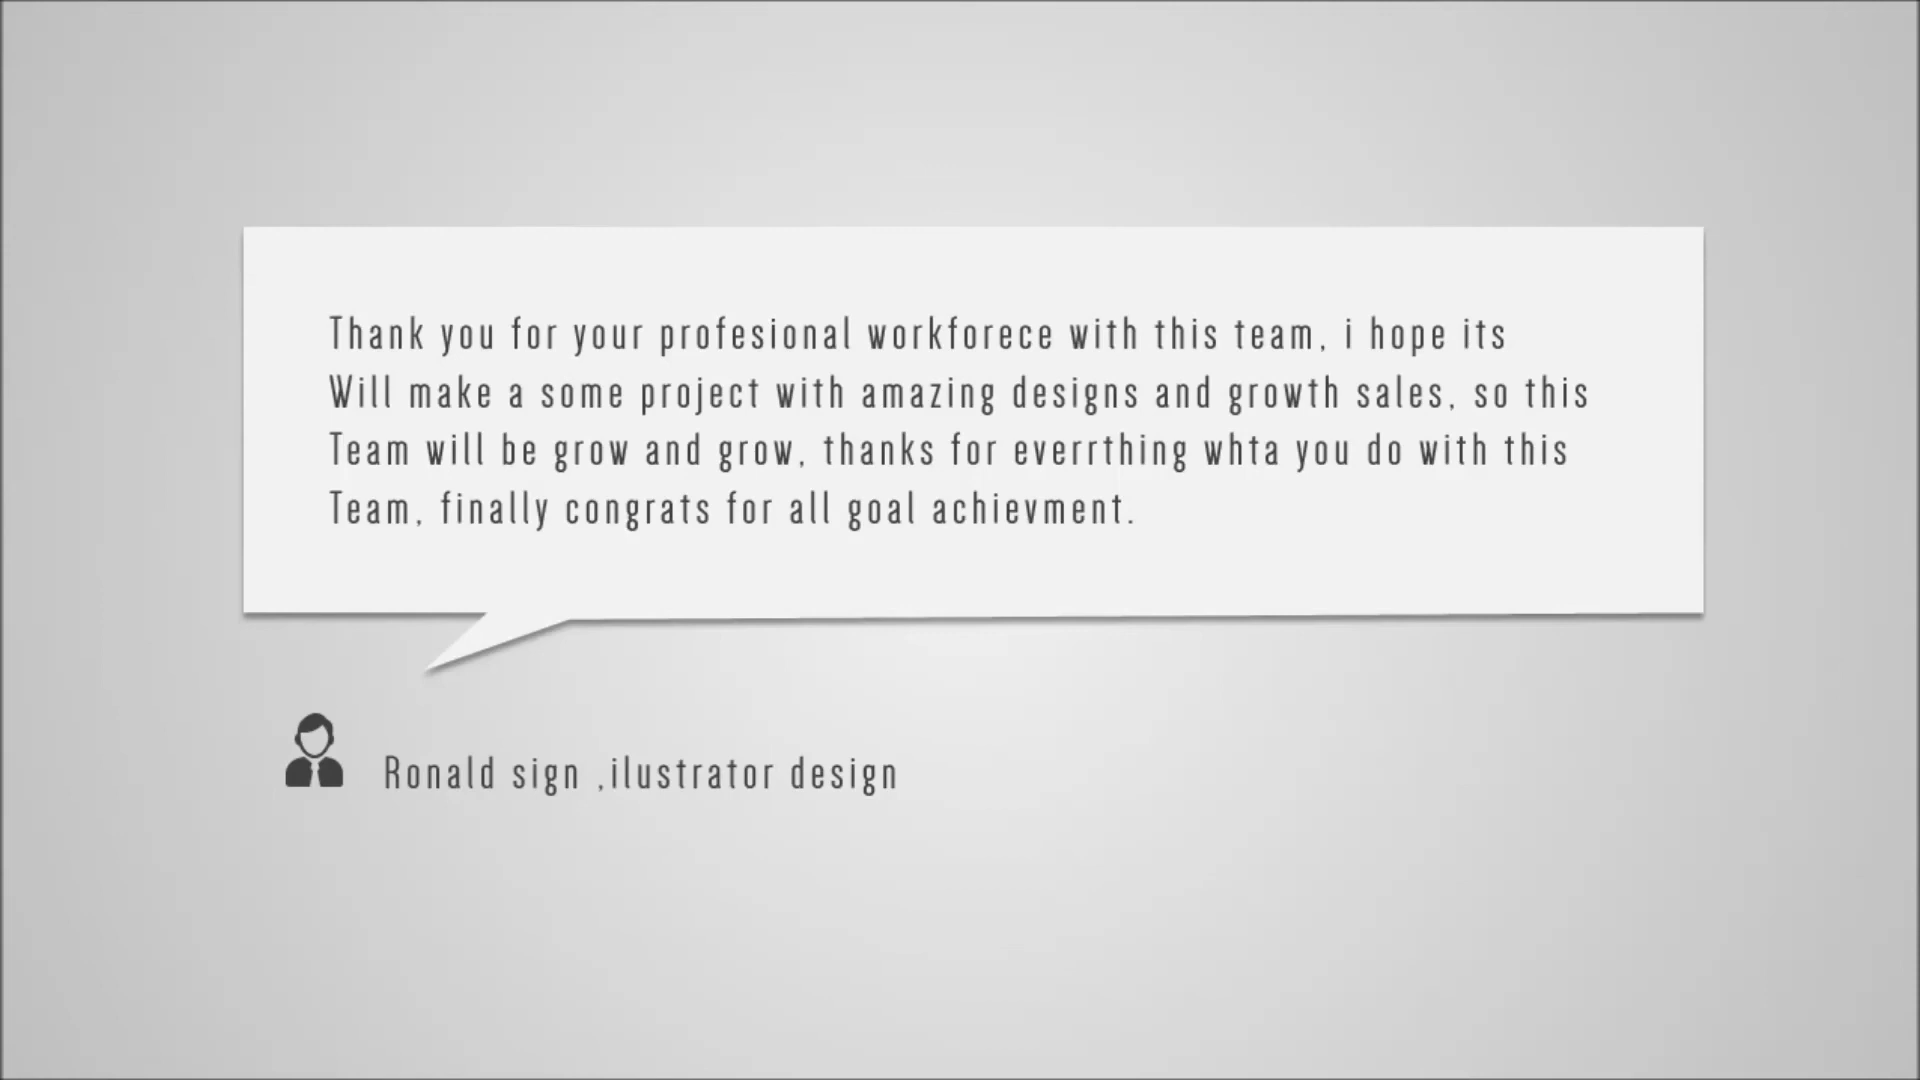 Thank you for your profesional workforece with this team, i hope its
Will make a some project with amazing designs and growth sales, so this
Team will be grow and grow, thanks for everrthing whta you do with this
Team, finally congrats for all goal achievment.
Ronald sign ,ilustrator design